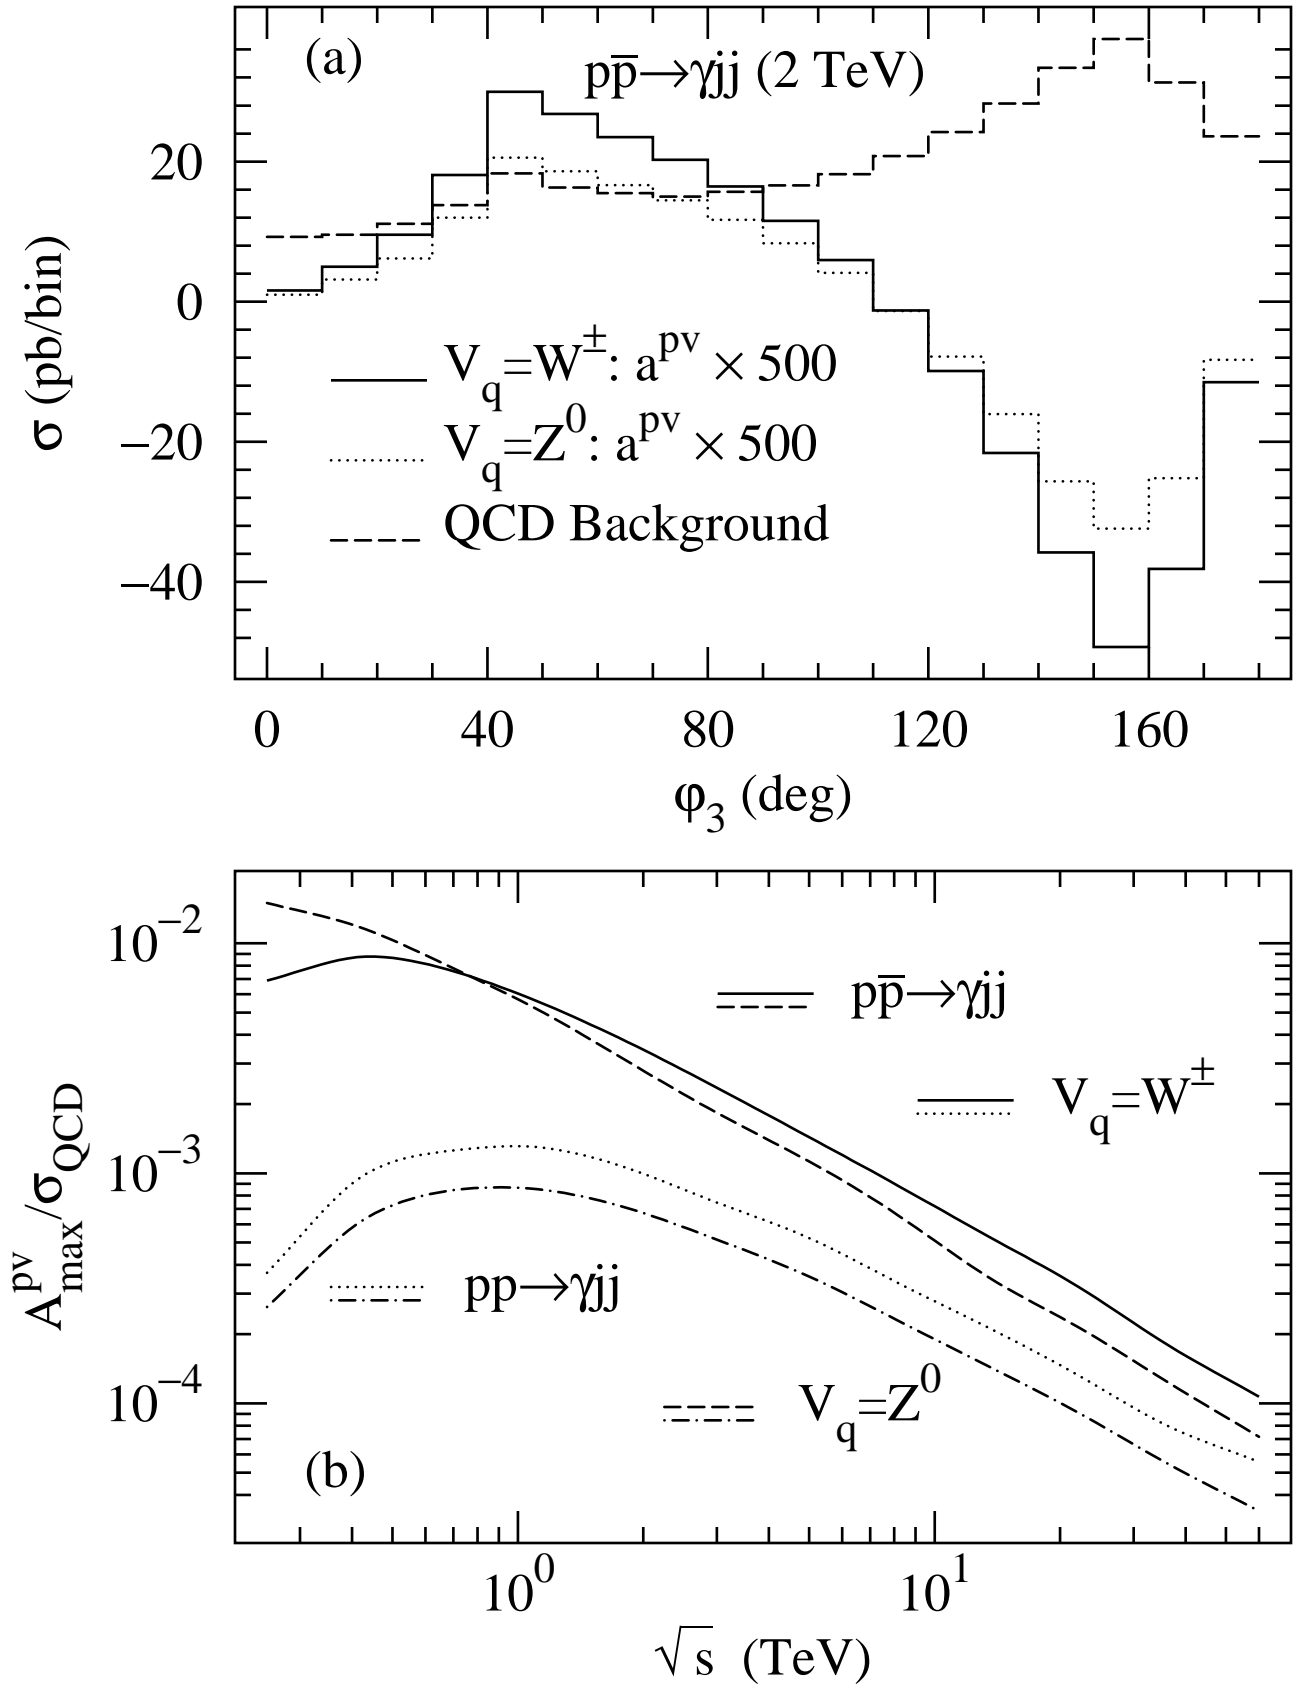 (a)
pp̅→γjj (2 TeV)
20
0
−20
−40
σ (pb/bin)
V_q=W^±: a^pv × 500
V_q=Z^0: a^pv × 500
QCD Background
0 40 80 120 160
φ_3 (deg)
10^−2
10^−3
10^−4
A^pv_max/σ_QCD
pp̅→γjj
V_q=W^±
pp→γjj
V_q=Z^0
(b)
10^0 10^1
√s (TeV)